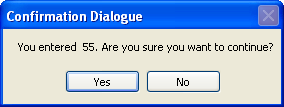 Confirmation Dialogue
You entered  55. Are you sure you want to continue?
Yes
No